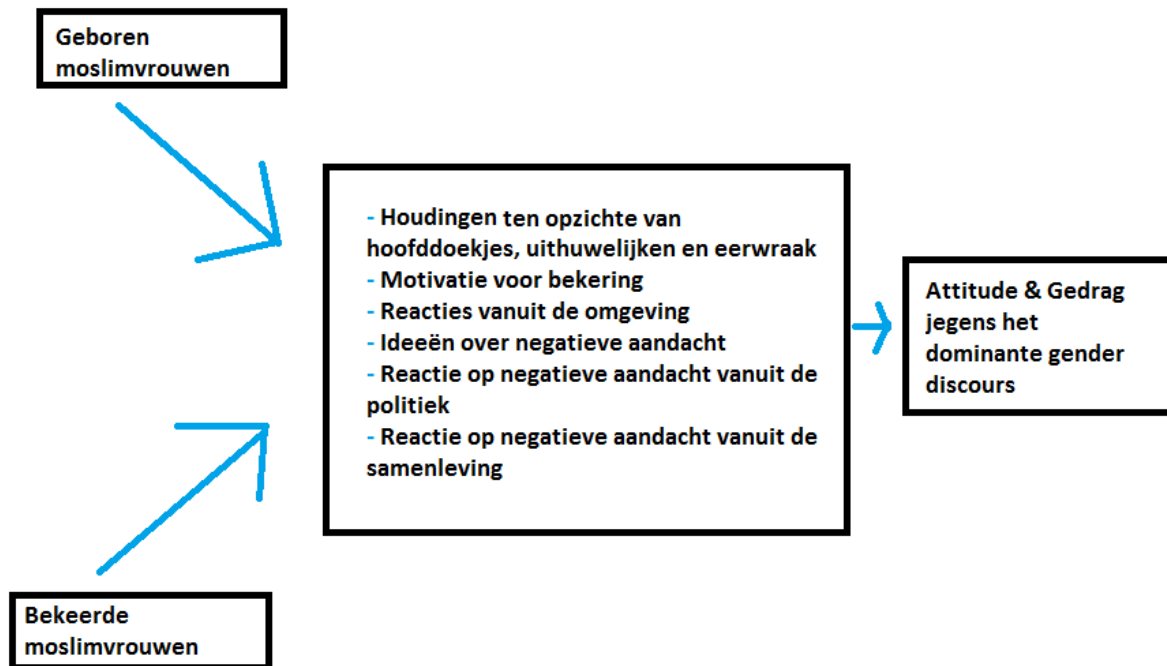 Geboren
moslimvrouwen
- Houdingen ten opzichte van
hoofddoekjes, uithuwelijken en eerwraak
- Motivatie voor bekering
- Reacties vanuit de omgeving
- Ideeën over negatieve aandacht
- Reactie op negatieve aandacht vanuit de
politiek
- Reactie op negatieve aandacht vanuit de
samenleving
Attitude & Gedrag
jegens het
dominante gender
discours
Bekeerde
moslimvrouwen